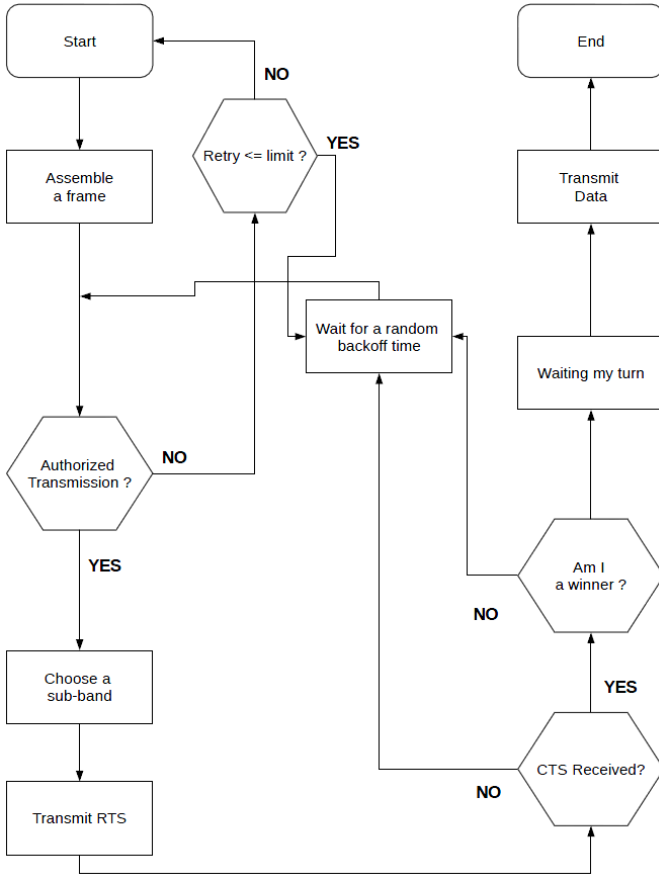 Start
End
NO
YES
Retry <= limit ?
Assemble
a frame
Transmit
Data
Wait for a random
backoff time
Waiting my turn
Authorized
Transmission ?
NO
YES
Am I
a winner ?
NO
Choose a
sub-band
YES
CTS Received?
NO
Transmit RTS